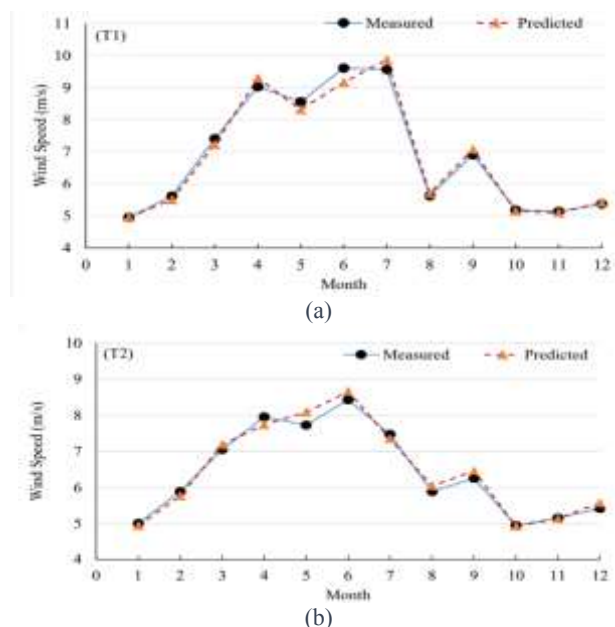 (T1)
Measured
Predicted
11
10
9
8
7
6
5
4
Wind Speed (m/s)
0 1 2 3 4 5 6 7 8 9 10 11 12
Month
(a)
(T2)
Measured
Predicted
10
9
8
7
6
5
4
Wind Speed (m/s)
0 1 2 3 4 5 6 7 8 9 10 11 12
Month
(b)